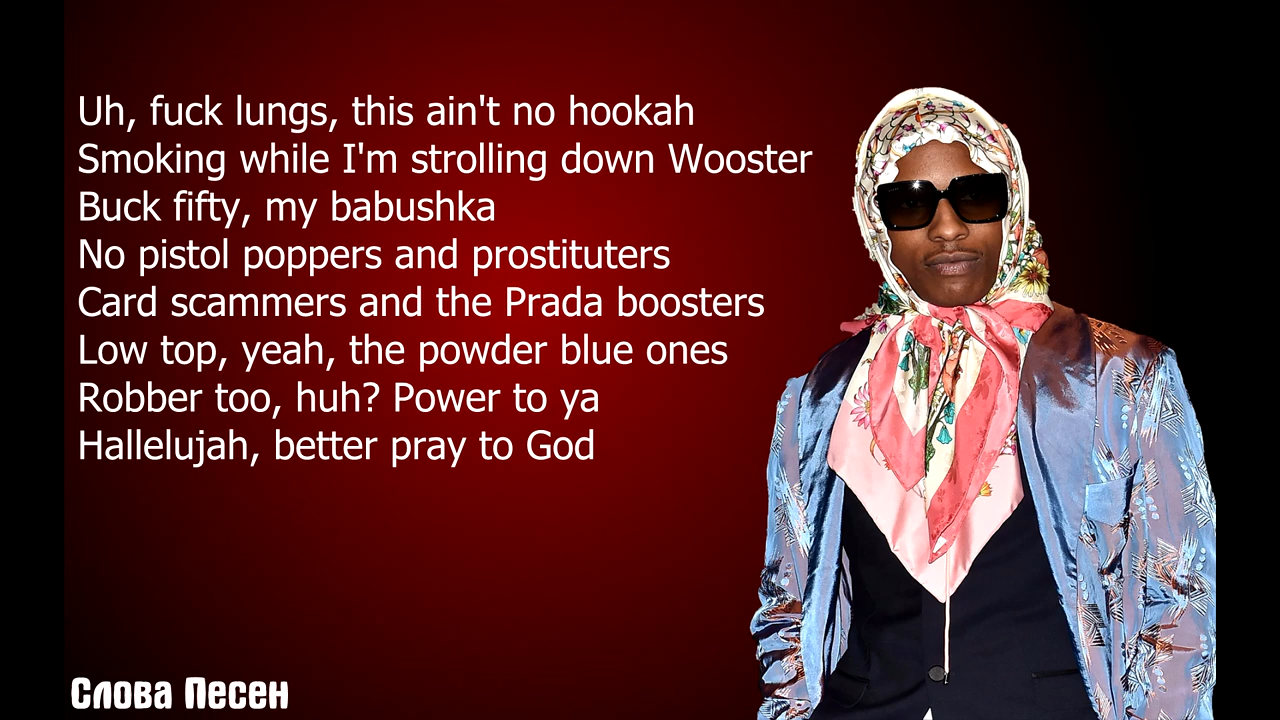 Uh, fuck lungs, this ain't no hookah
Smoking while I'm strolling down Wooster
Buck fifty, my babushka
No pistol poppers and prostituters
Card scammers and the Prada boosters
Low top, yeah, the powder blue ones
Robber too, huh? Power to ya
Hallelujah, better pray to God
Слова Песен